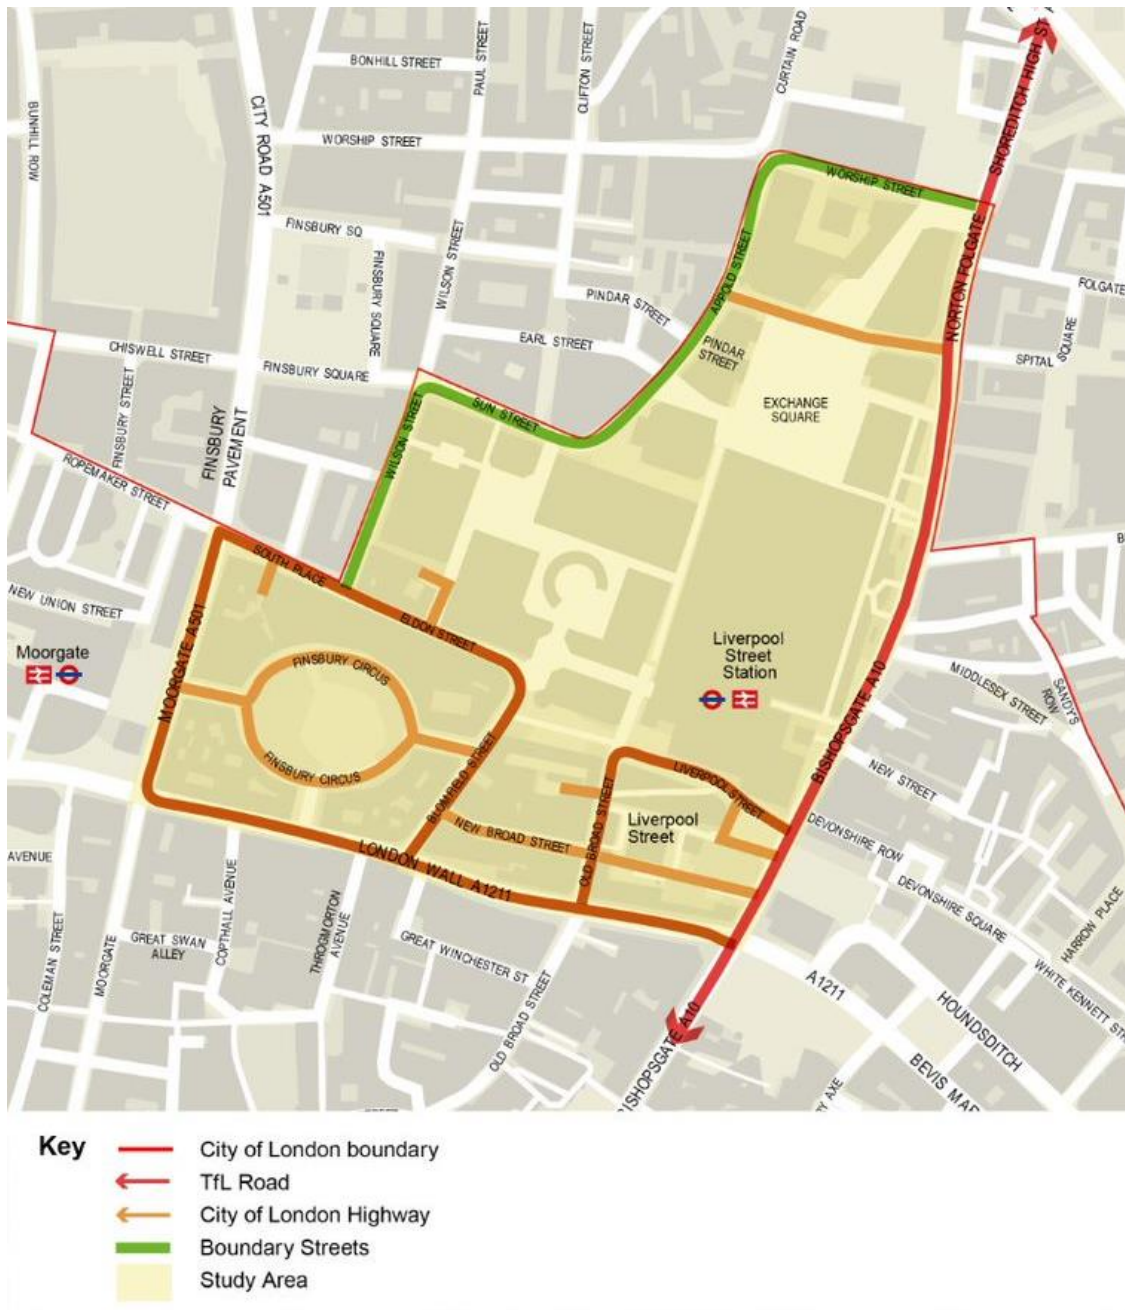 BONHILL STREET
PAUL STREET
CLIFTON STREET
CURTAIN ROAD
SHOREDITCH HIGH ST
BUNHILL ROW
CITY ROAD A501
WORSHIP STREET
WORSHIP STREET
FINSBURY SQ
FINSBURY SQUARE
WILSON STREET
APPOLD STREET
NORTON FOLGATE
FOLGATE
PINDAR STREET
EARL STREET
PINDAR
STREET
SPITAL
SQUARE
CHISWELL STREET
FINSBURY SQUARE
FINSBURY STREET
FINSBURY
PAVEMENT
EXCHANGE
SQUARE
SUN STREET
WILSON STREET
ROPEMAKER STREET
SOUTH PLACE
ELDON STREET
NEW UNION STREET
MOORGATE A501
Moorgate
FINSBURY CIRCUS
FINSBURY CIRCUS
Liverpool
Street
Station
BISHOPSGATE A10
MIDDLESEX STREET
SANDY'S
ROW
BLOMFIELD STREET
LIVERPOOL STREET
NEW STREET
OLD BROAD STREET
Liverpool
Street
NEW BROAD STREET
DEVONSHIRE ROW
LONDON WALL A1211
AVENUE
DEVONSHIRE SQUARE
HARROW PLACE
COLEMAN STREET
MOORGATE
GREAT SWAN
ALLEY
COPTHALL AVENUE
THROGMORTON
AVENUE
GREAT WINCHESTER ST
OLD BROAD STREET
A1211
HOUNDSDITCH
WHITE KENNETT STR
BEVIS MAR
BISHOPSGATE A10
Y AXE
Key
City of London boundary
TfL Road
City of London Highway
Boundary Streets
Study Area